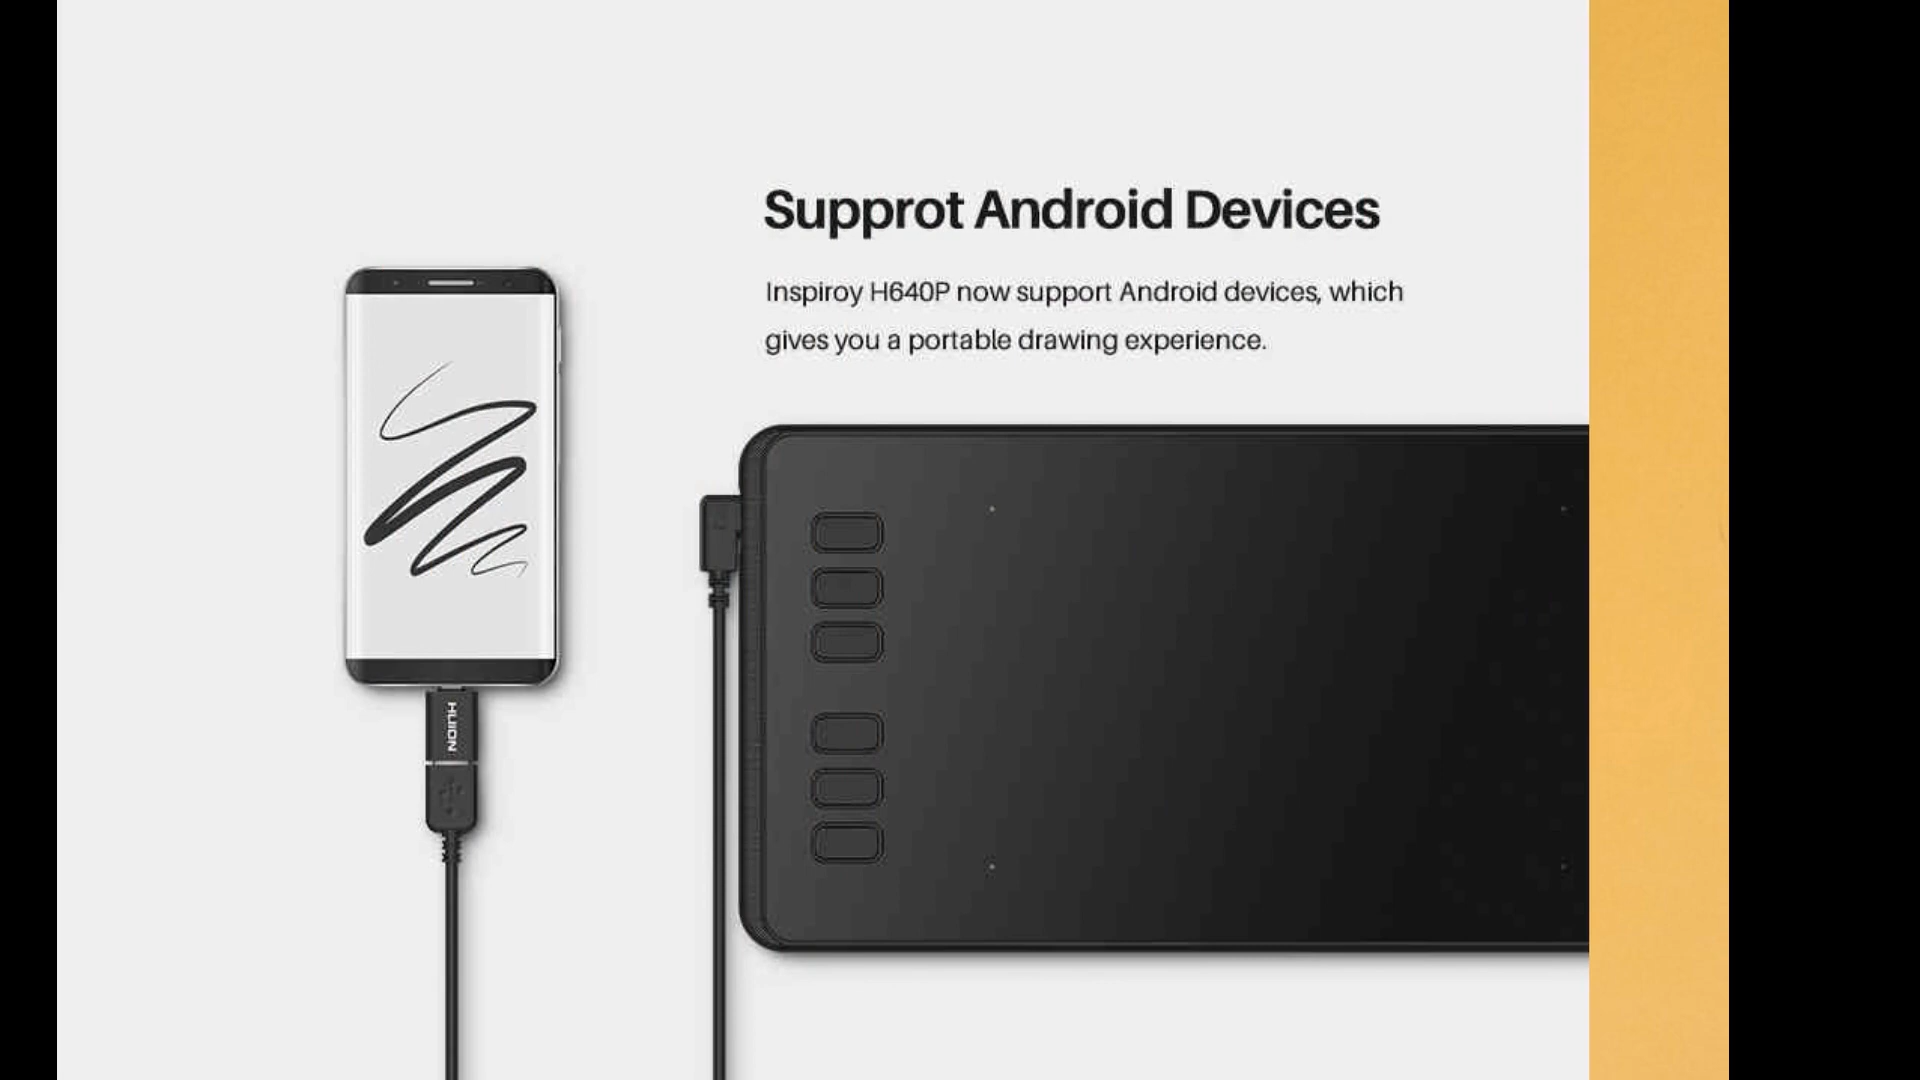 Supprot Android Devices
Inspiroy H640P now support Android devices, which
gives you a portable drawing experience.
HUION